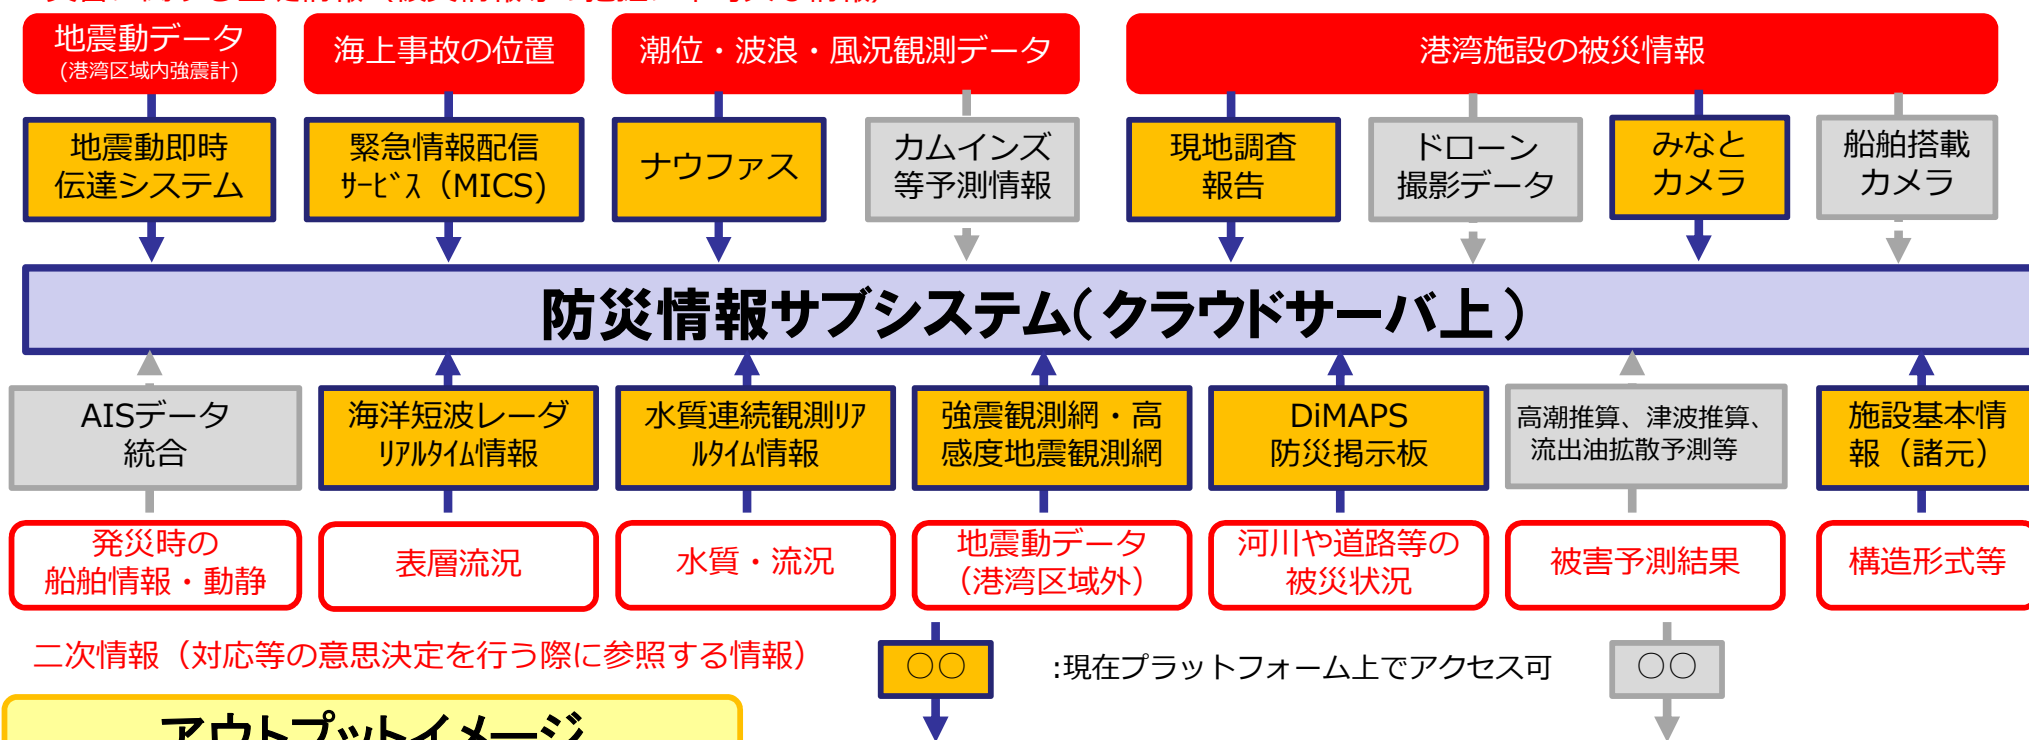 地震動データ
(港湾区域内強震計)
海上事故の位置
潮位・波浪・風況観測データ
港湾施設の被災情報
地震動即時
伝達システム
緊急情報配信
ｻｰﾋﾞｽ（MICS)
ナウファス
カムインズ
等予測情報
現地調査
報告
ドローン
撮影データ
みなと
カメラ
船舶搭載
カメラ
防災情報サブシステム（クラウドサーバ上）
AISデータ
統合
海洋短波レーダ
ﾘｱﾙﾀｲﾑ情報
水質連続観測ﾘｱ
ﾙﾀｲﾑ情報
強震観測網・高
感度地震観測網
DiMAPS
防災掲示板
高潮推算、津波推算、
流出油拡散予測等
施設基本情
報（諸元）
発災時の
船舶情報・動静
表層流況
水質・流況
地震動データ
（港湾区域外）
河川や道路等の
被災状況
被害予測結果
構造形式等
二次情報（対応等の意思決定を行う際に参照する情報）
〇〇
:現在プラットフォーム上でアクセス可
〇〇
アウトプットイメージ